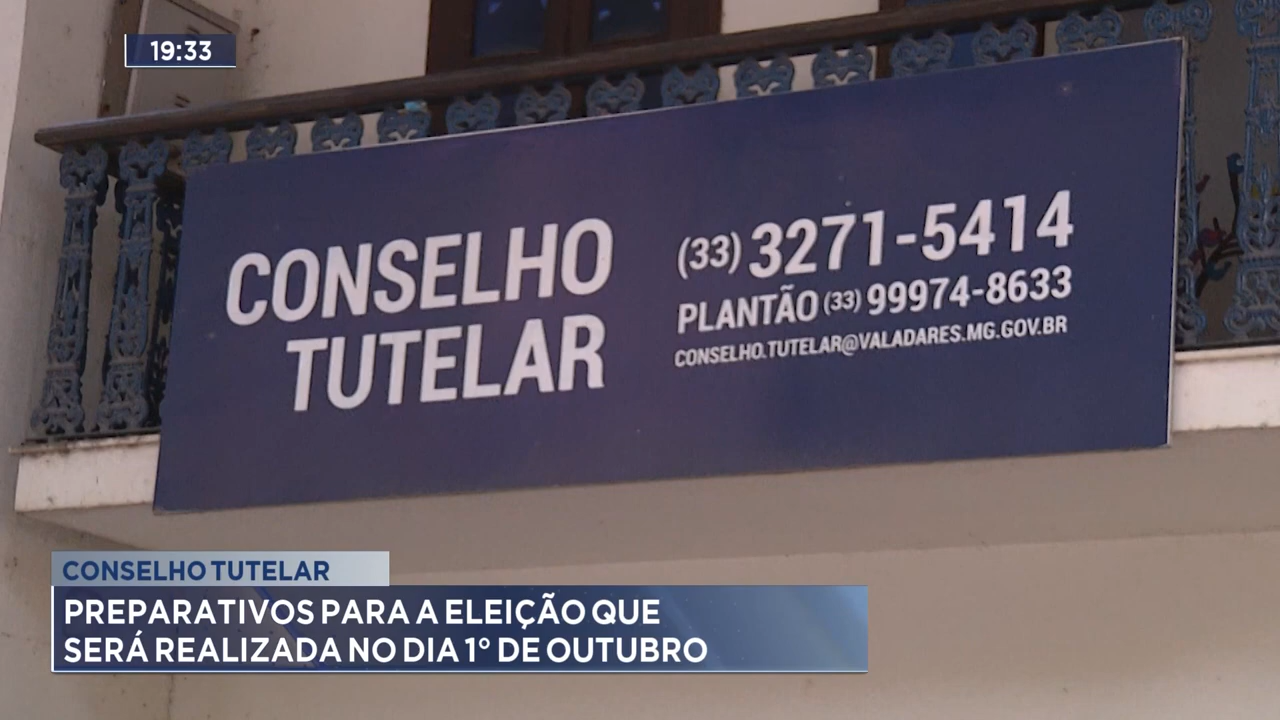 19:33
CONSELHO
TUTELAR
(33) 3271-5414
PLANTÃO (33) 99974-8633
CONSELHO.TUTELAR@VALADARES.MG.GOV.BR
CONSELHO TUTELAR
PREPARATIVOS PARA A ELEIÇÃO QUE
SERÁ REALIZADA NO DIA 1° DE OUTUBRO